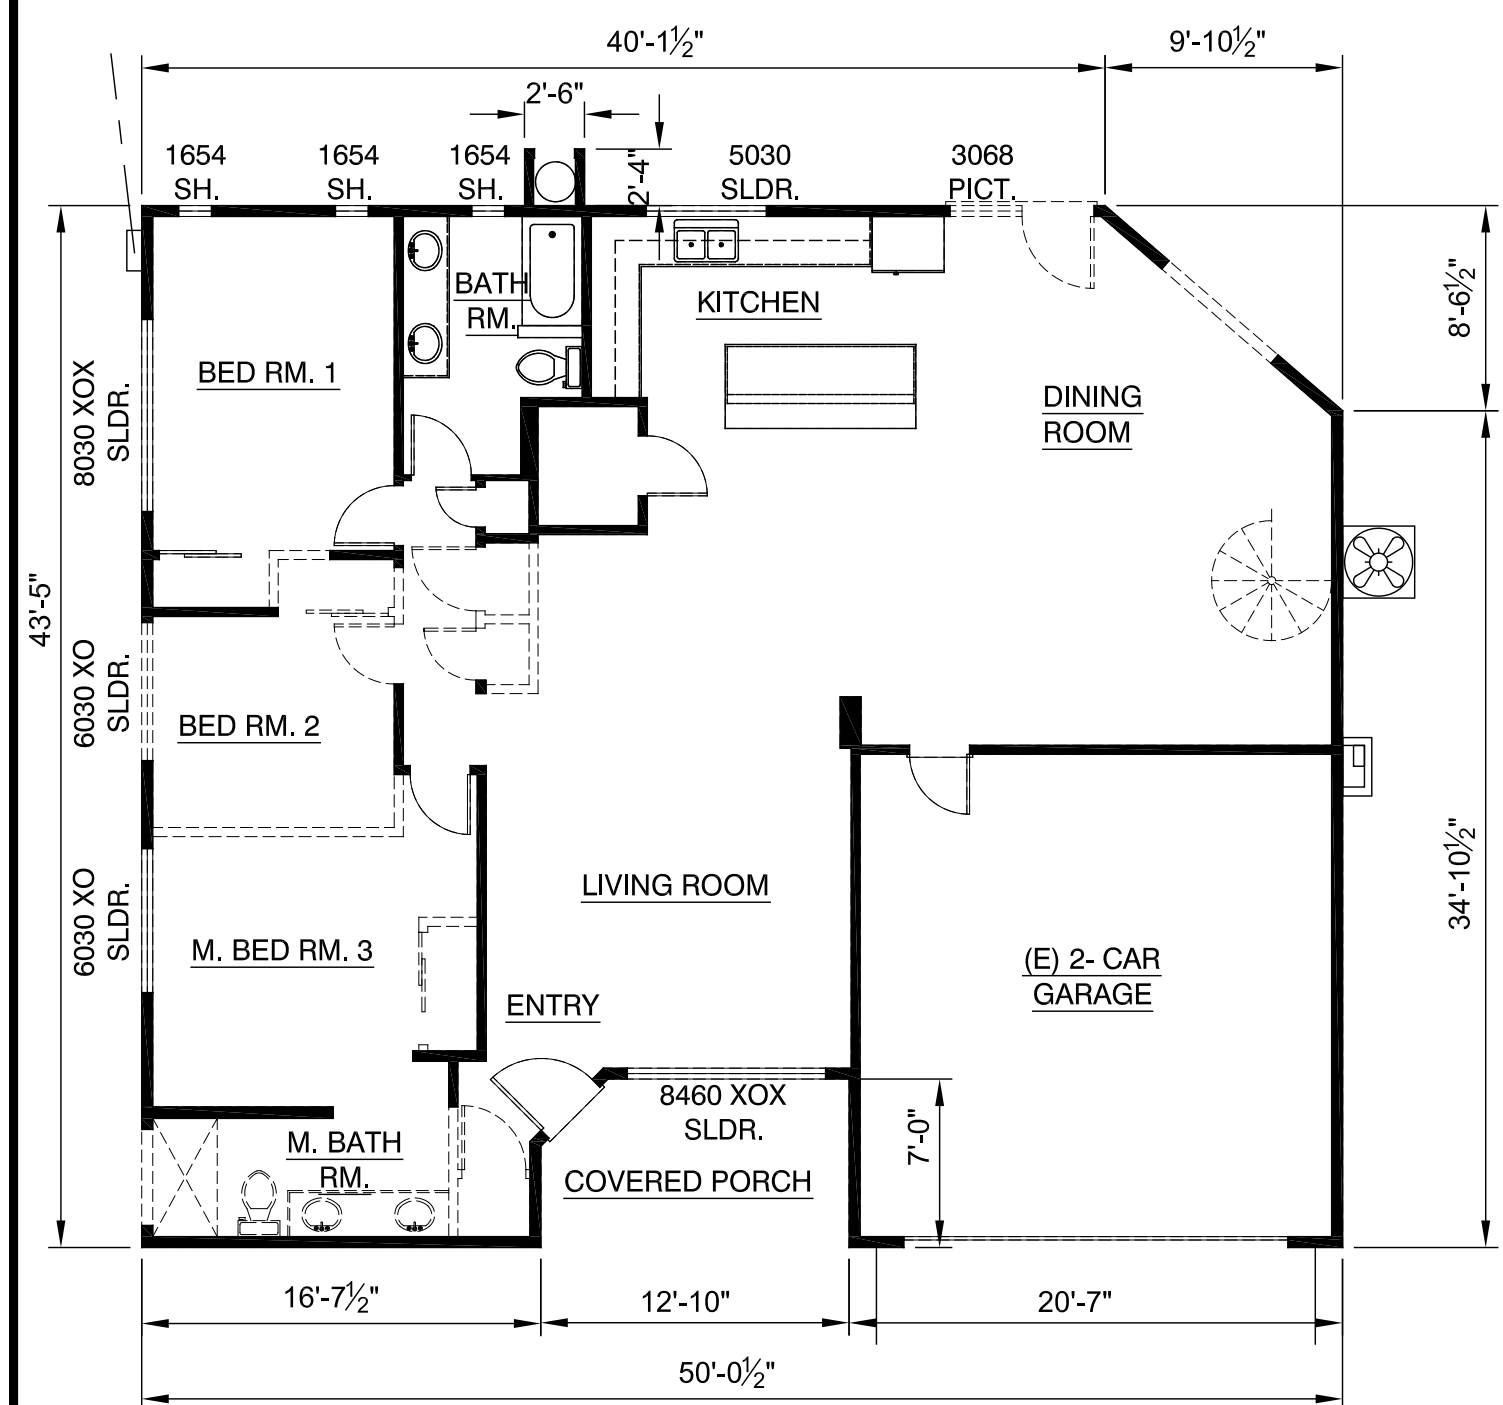 40'-1½"
9'-10½"
2'-6"
2'-4"
1654
SH.
1654
SH.
1654
SH.
5030
SLDR.
3068
PICT.
8'-6½"
BATH
RM.
KITCHEN
BED RM. 1
8030 XOX
SLDR.
DINING
ROOM
43'-5"
6030 XO
SLDR.
BED RM. 2
34'-10½"
6030 XO
SLDR.
LIVING ROOM
M. BED RM. 3
(E) 2- CAR
GARAGE
ENTRY
8460 XOX
SLDR.
7'-0"
M. BATH
RM.
COVERED PORCH
16'-7½"
12'-10"
20'-7"
50'-0½"